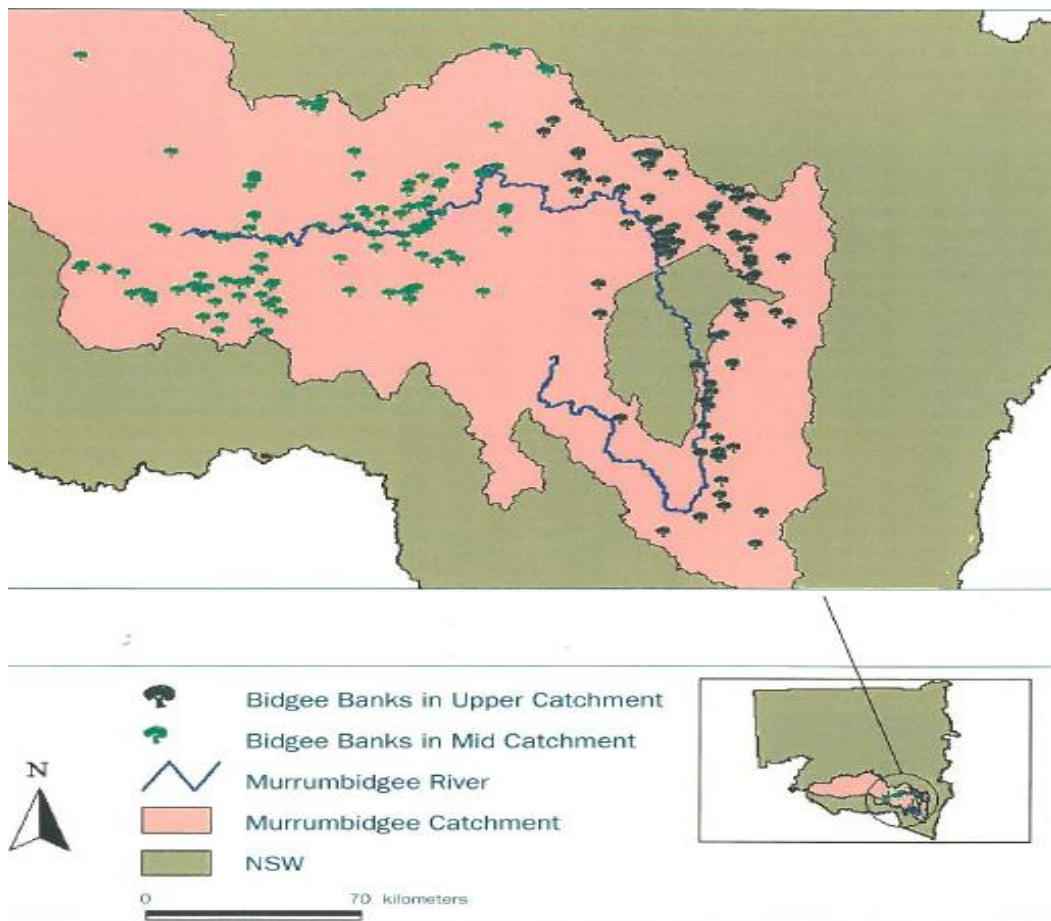 Bidgee Banks in Upper Catchment
Bidgee Banks in Mid Catchment
N
Murrumbidgee River
Murrumbidgee Catchment
NSW
0 70 kilometers